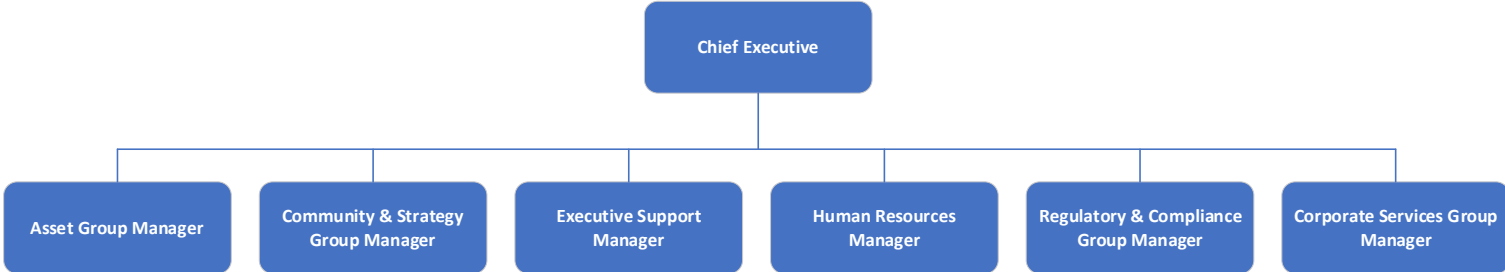 Chief Executive
Asset Group Manager
Community & Strategy
Group Manager
Executive Support
Manager
Human Resources
Manager
Regulatory & Compliance
Group Manager
Corporate Services Group
Manager